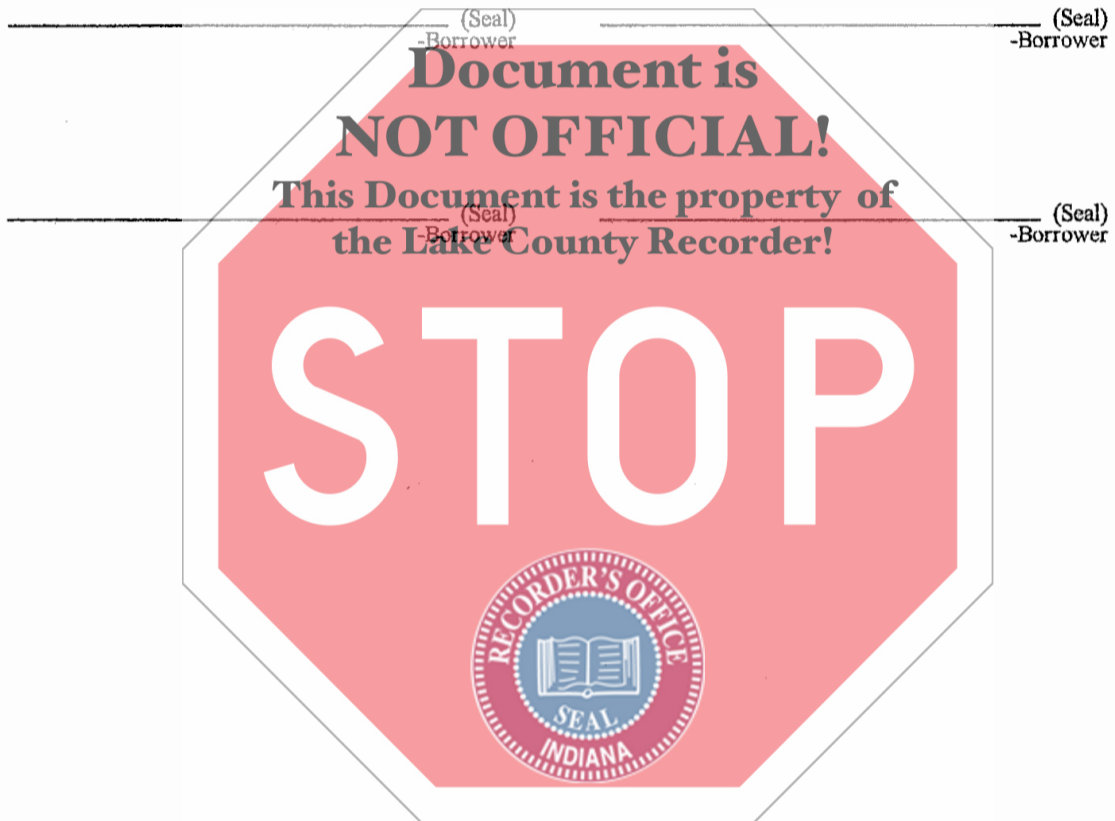 (Seal) (Seal)
-Borrower -Borrower
Document is
NOT OFFICIAL!
This Document is the property of
(Seal) (Seal)
the Lake County Recorder!
-Borrower -Borrower
STOP
RECORDER'S OFFICE
SEAL
INDIANA